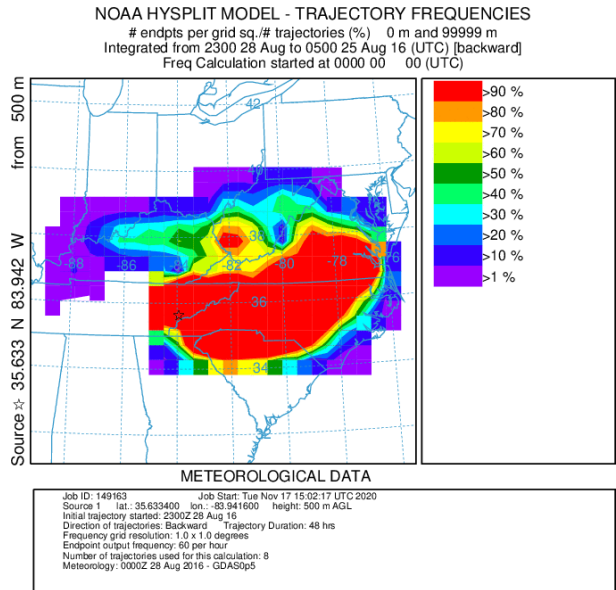 NOAA HYSPLIT MODEL - TRAJECTORY FREQUENCIES
# endpts per grid sq./# trajectories (%) 0 m and 99999 m
Integrated from 2300 28 Aug to 0500 25 Aug 16 (UTC) [backward]
Freq Calculation started at 0000 00 00 (UTC)
Source ☆ 35.633 N 83.942 W from 500 m
42
40
38
-88
-86
-84
-82
-80
-78
-76
36
34
>90 %
>80 %
>70 %
>60 %
>50 %
>40 %
>30 %
>20 %
>10 %
>1 %
METEOROLOGICAL DATA
Job ID: 149163 Job Start: Tue Nov 17 15:02:17 UTC 2020
Source 1 lat.: 35.633400 lon.: -83.941600 height: 500 m AGL
Initial trajectory started: 2300Z 28 Aug 16
Direction of trajectories: Backward Trajectory Duration: 48 hrs
Frequency grid resolution: 1.0 x 1.0 degrees
Endpoint output frequency: 60 per hour
Number of trajectories used for this calculation: 8
Meteorology: 0000Z 28 Aug 2016 - GDAS0p5